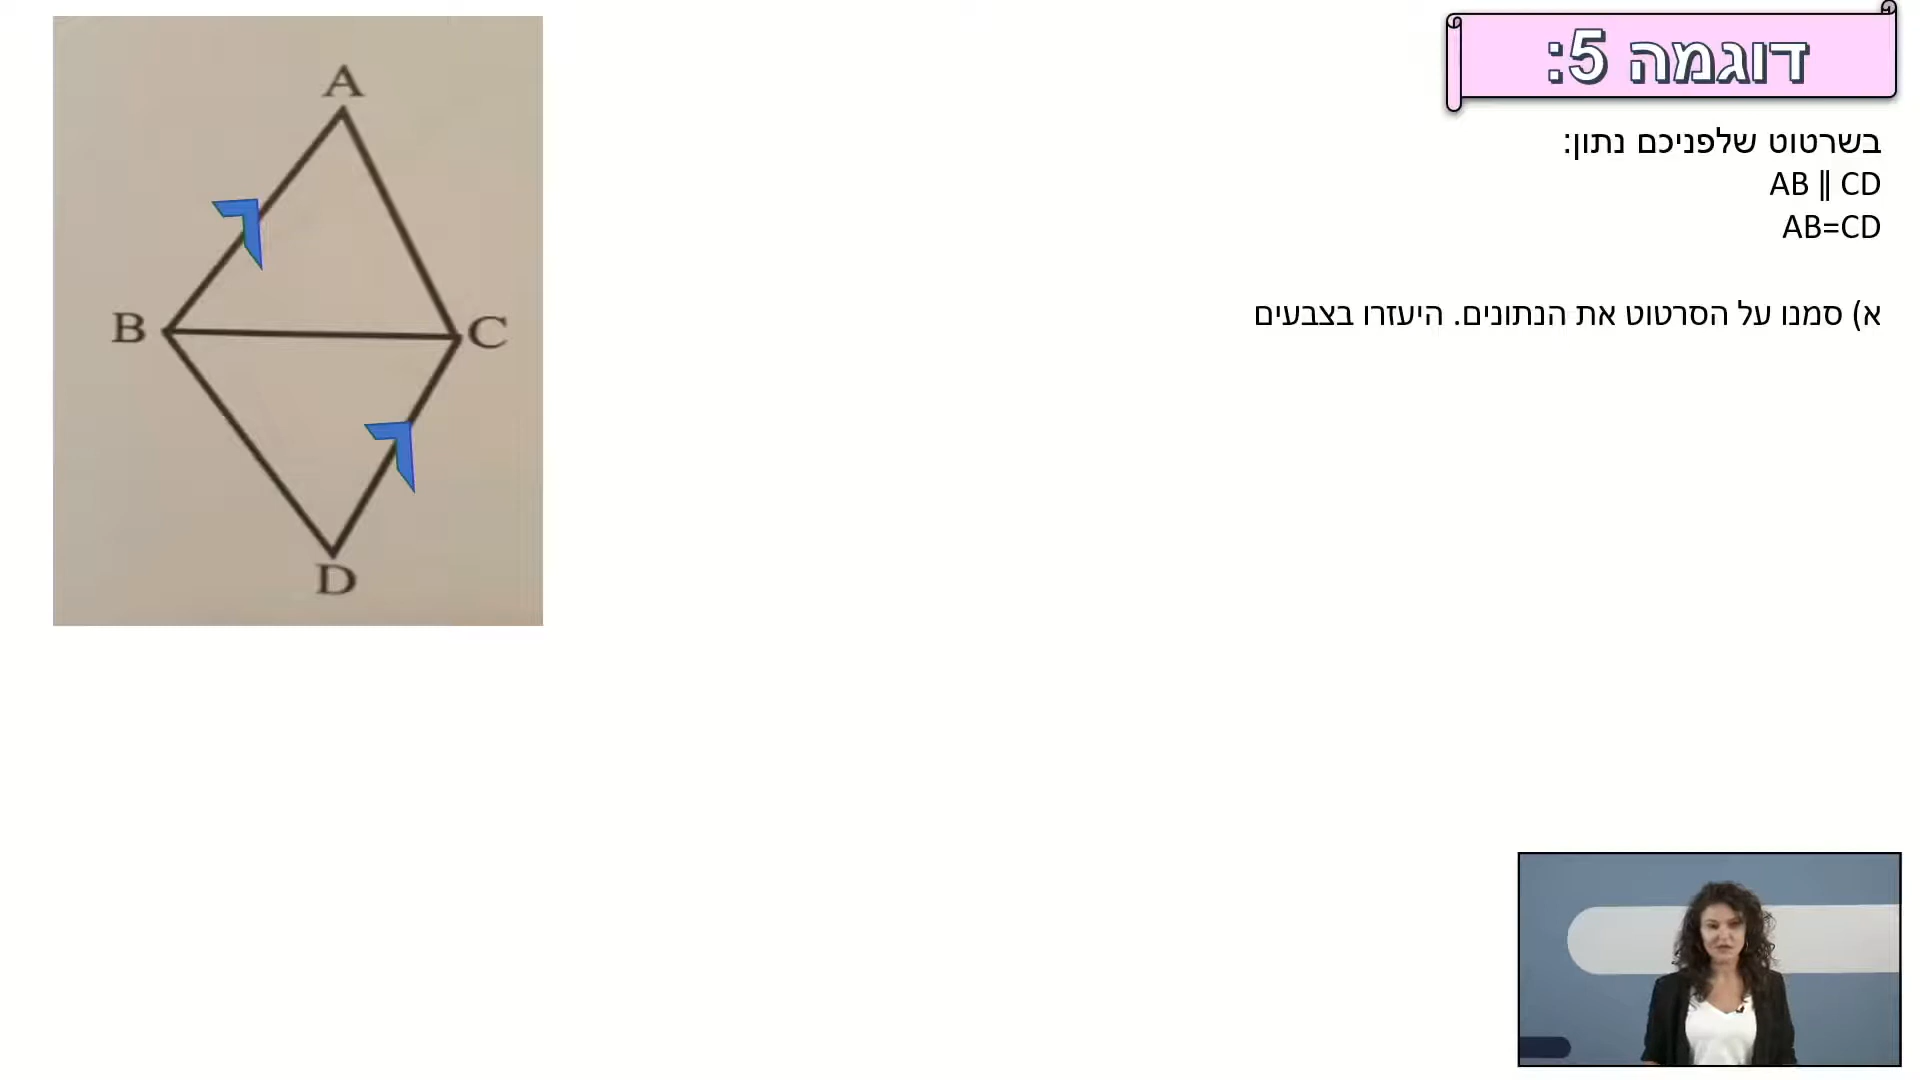 דוגמה 5:
בשרטוט שלפניכם נתון:
AB ∥ CD
AB=CD
א) סמנו על הסרטוט את הנתונים. היעזרו בצבעים
A
B
C
D